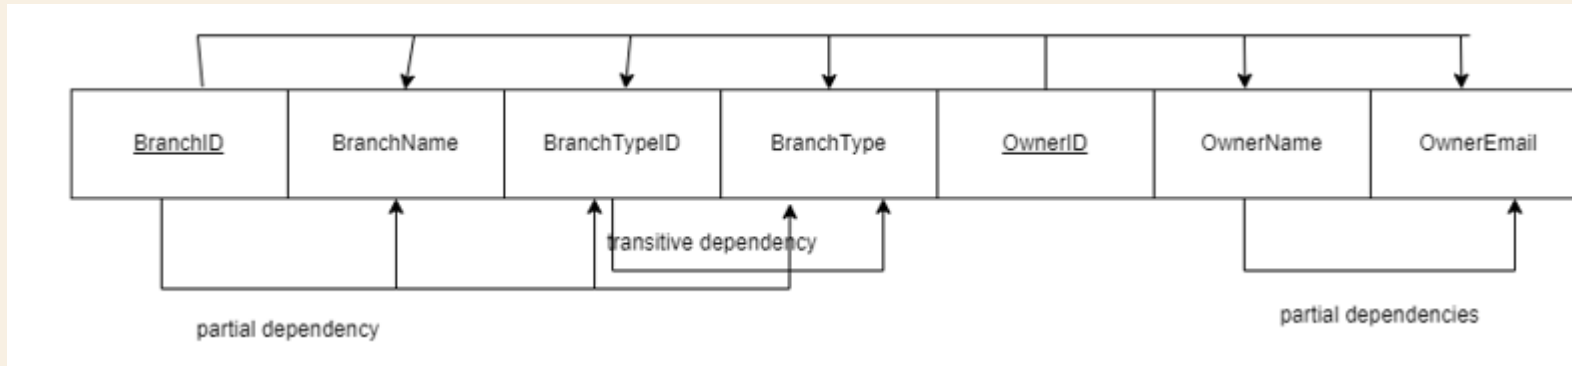 BranchID BranchName BranchTypeID BranchType OwnerID OwnerName OwnerEmail
transitive dependency
partial dependency
partial dependencies